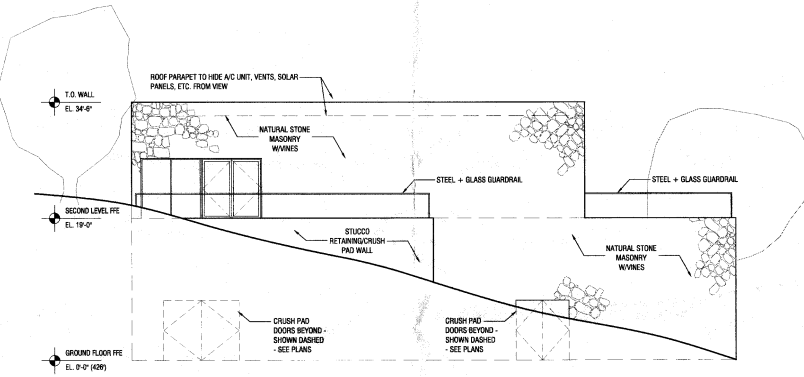 ROOF PARAPET TO HIDE A/C UNIT, VENTS, SOLAR
PANELS, ETC. FROM VIEW
T.O. WALL
EL. 34'-6"
NATURAL STONE
MASONRY
W/VINES
STEEL + GLASS GUARDRAIL
STEEL + GLASS GUARDRAIL
SECOND LEVEL FFE
EL. 19'-0"
STUCCO
RETAINING/CRUSH
PAD WALL
NATURAL STONE
MASONRY
W/VINES
CRUSH PAD
DOORS BEYOND -
SHOWN DASHED
- SEE PLANS
CRUSH PAD
DOORS BEYOND -
SHOWN DASHED
- SEE PLANS
GROUND FLOOR FFE
EL. 0'-0" (426')